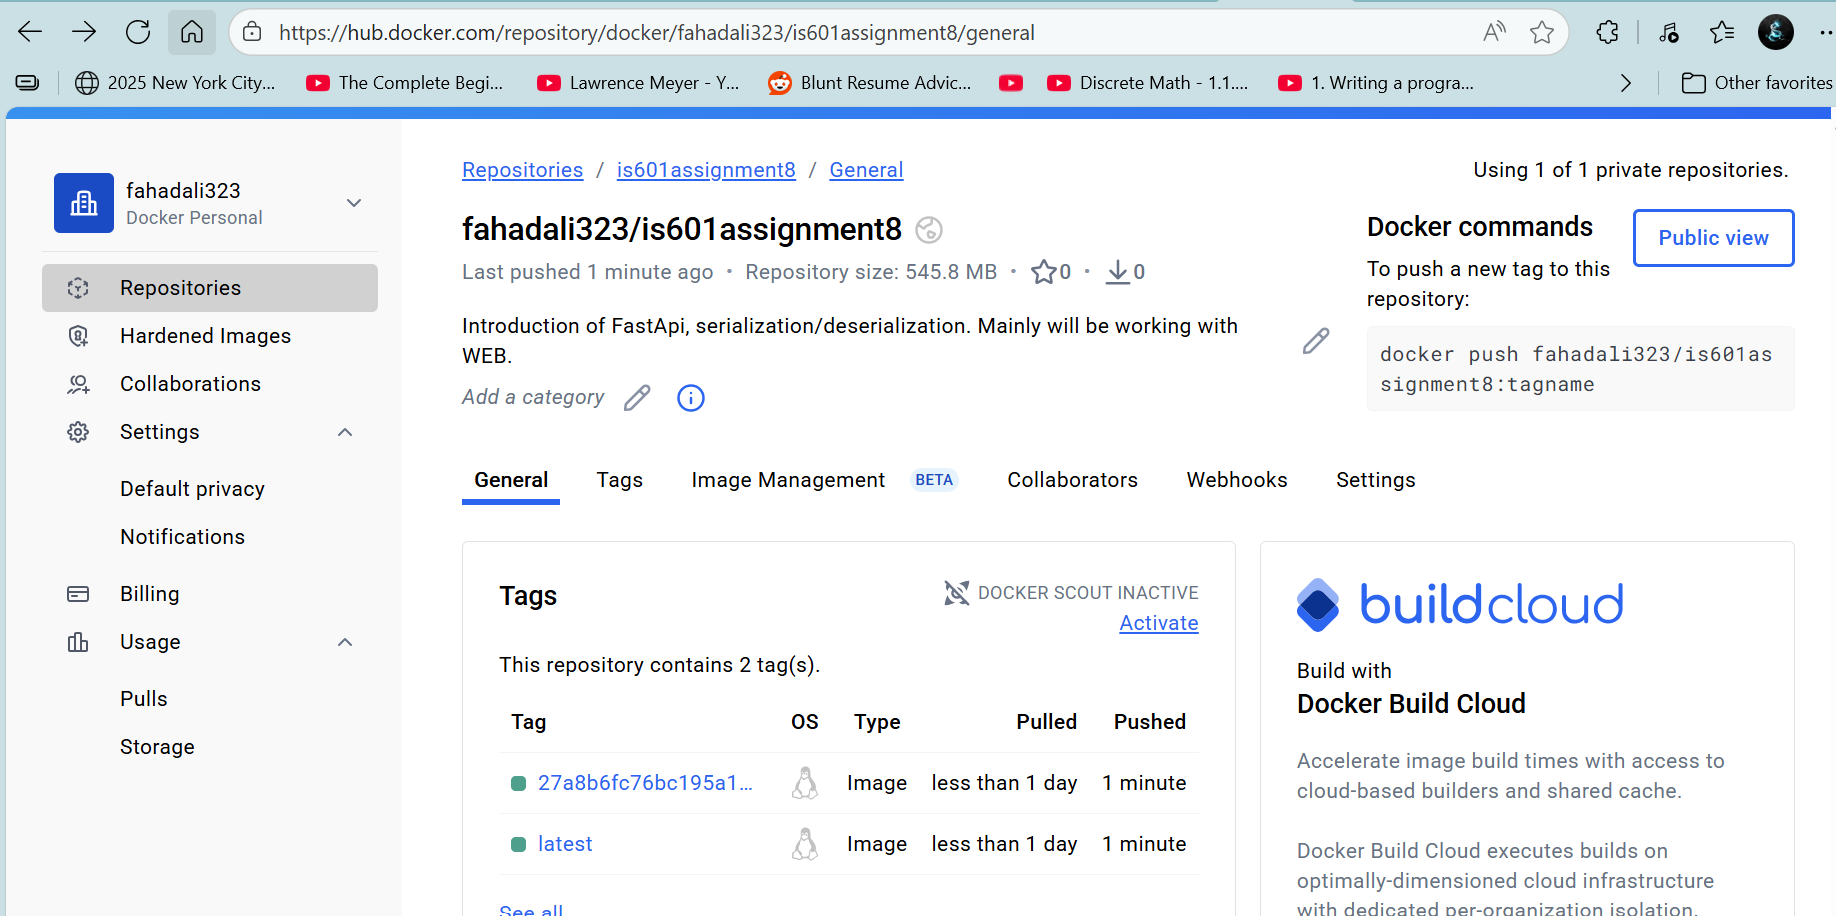 https://hub.docker.com/repository/docker/fahadali323/is601assignment8/general
2025 New York City...
The Complete Begi...
Lawrence Meyer - Y...
Blunt Resume Advic...
Discrete Math - 1.1....
1. Writing a progra...
Other favorites
fahadali323
Docker Personal
Repositories
Hardened Images
Collaborations
Settings
Default privacy
Notifications
Billing
Usage
Pulls
Storage
Repositories / is601assignment8 / General
Using 1 of 1 private repositories.
fahadali323/is601assignment8
Last pushed 1 minute ago • Repository size: 545.8 MB • 0 • 0
Introduction of FastApi, serialization/deserialization. Mainly will be working with
WEB.
Add a category
Docker commands
Public view
To push a new tag to this
repository:
docker push fahadali323/is601as
signment8:tagname
General Tags Image Management BETA Collaborators Webhooks Settings
Tags
DOCKER SCOUT INACTIVE
Activate
This repository contains 2 tag(s).
Tag OS Type Pulled Pushed
27a8b6fc76bc195a1... Image less than 1 day 1 minute
latest Image less than 1 day 1 minute
See all
buildcloud
Build with
Docker Build Cloud
Accelerate image build times with access to
cloud-based builders and shared cache.
Docker Build Cloud executes builds on
optimally-dimensioned cloud infrastructure
with dedicated per-organization isolation.